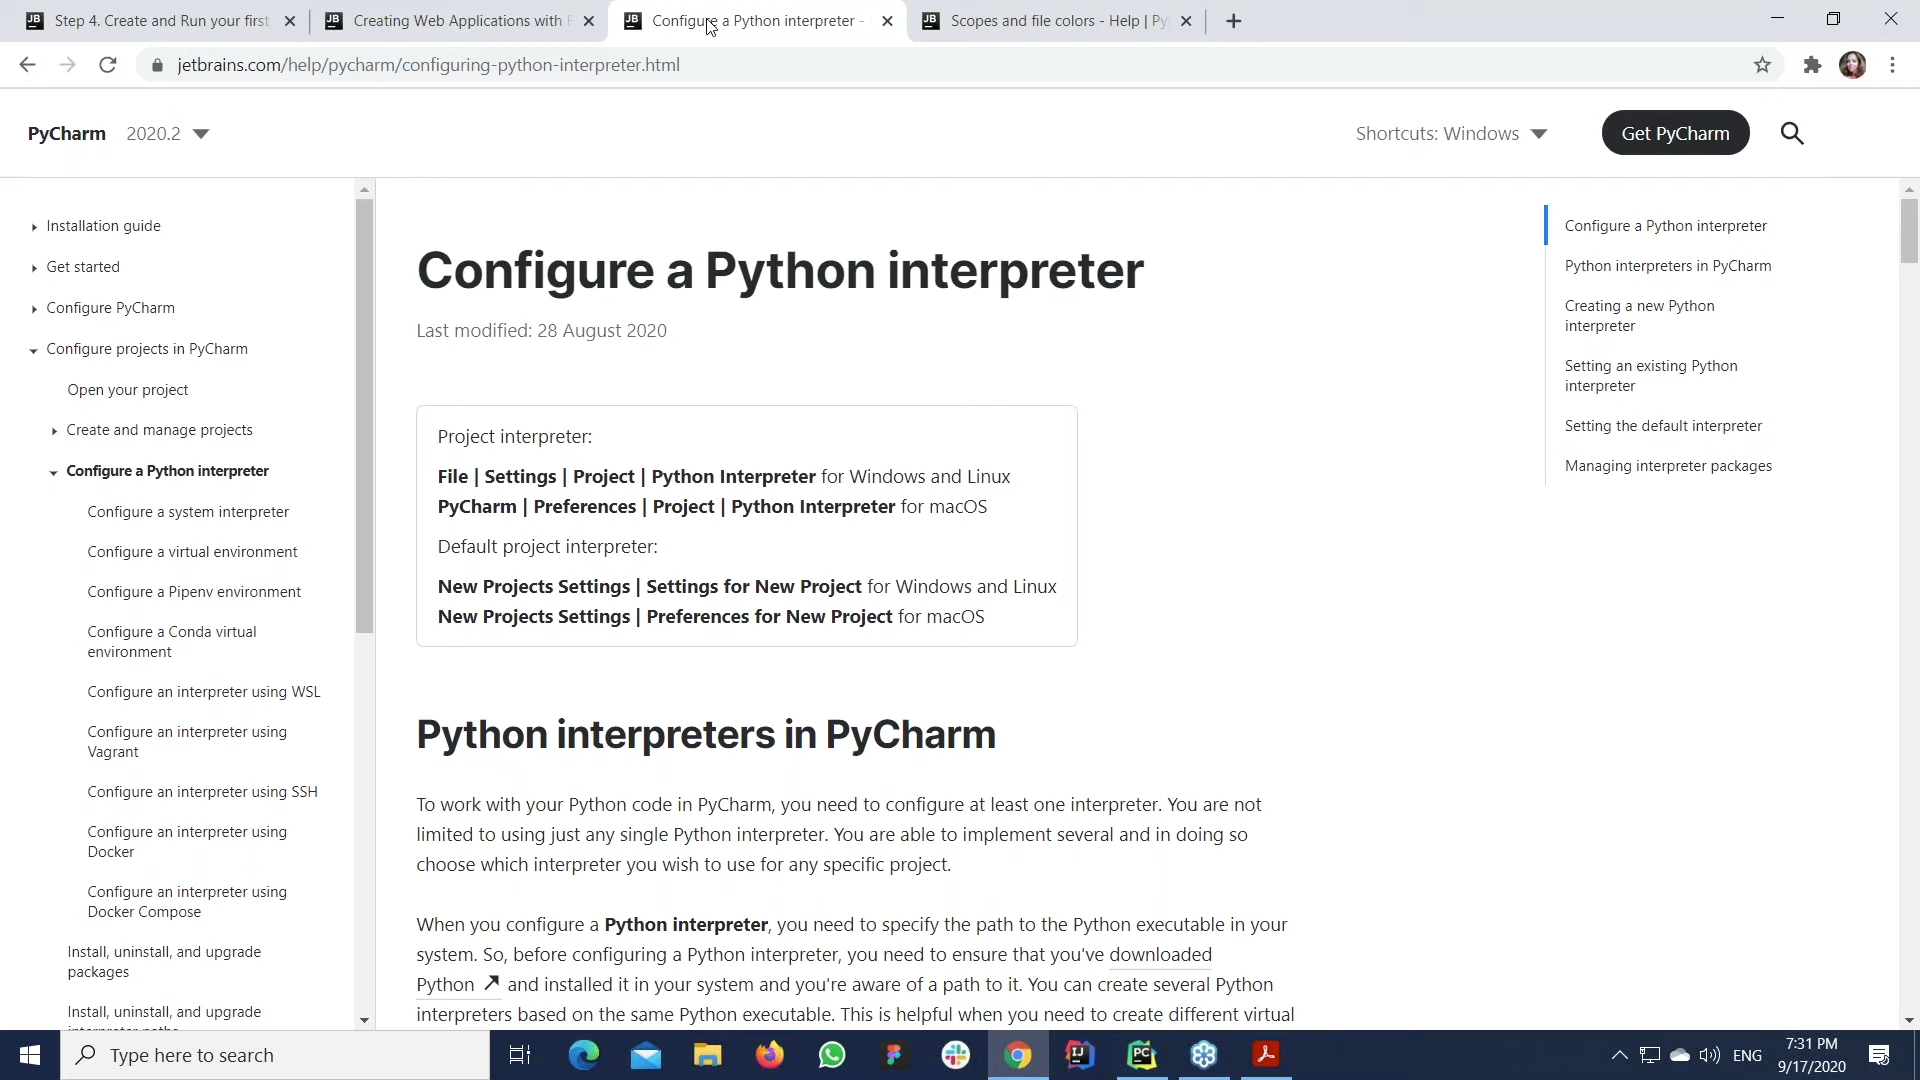 Step 4. Create and Run your first
Creating Web Applications with
Configure a Python interpreter -
Scopes and file colors - Help | Py
jetbrains.com/help/pycharm/configuring-python-interpreter.html
PyCharm 2020.2
Shortcuts: Windows
Get PyCharm
Installation guide
Get started
Configure PyCharm
Configure projects in PyCharm
Open your project
Create and manage projects
Configure a Python interpreter
Configure a system interpreter
Configure a virtual environment
Configure a Pipenv environment
Configure a Conda virtual
environment
Configure an interpreter using WSL
Configure an interpreter using
Vagrant
Configure an interpreter using SSH
Configure an interpreter using
Docker
Configure an interpreter using
Docker Compose
Install, uninstall, and upgrade
packages
Install, uninstall, and upgrade
Configure a Python interpreter
Last modified: 28 August 2020
Project interpreter:
File | Settings | Project | Python Interpreter for Windows and Linux
PyCharm | Preferences | Project | Python Interpreter for macOS
Default project interpreter:
New Projects Settings | Settings for New Project for Windows and Linux
New Projects Settings | Preferences for New Project for macOS
Python interpreters in PyCharm
To work with your Python code in PyCharm, you need to configure at least one interpreter. You are not
limited to using just any single Python interpreter. You are able to implement several and in doing so
choose which interpreter you wish to use for any specific project.
When you configure a Python interpreter, you need to specify the path to the Python executable in your
system. So, before configuring a Python interpreter, you need to ensure that you've downloaded
Python and installed it in your system and you're aware of a path to it. You can create several Python
interpreters based on the same Python executable. This is helpful when you need to create different virtual
Configure a Python interpreter
Python interpreters in PyCharm
Creating a new Python
interpreter
Setting an existing Python
interpreter
Setting the default interpreter
Managing interpreter packages
Type here to search
ENG
7:31 PM
9/17/2020